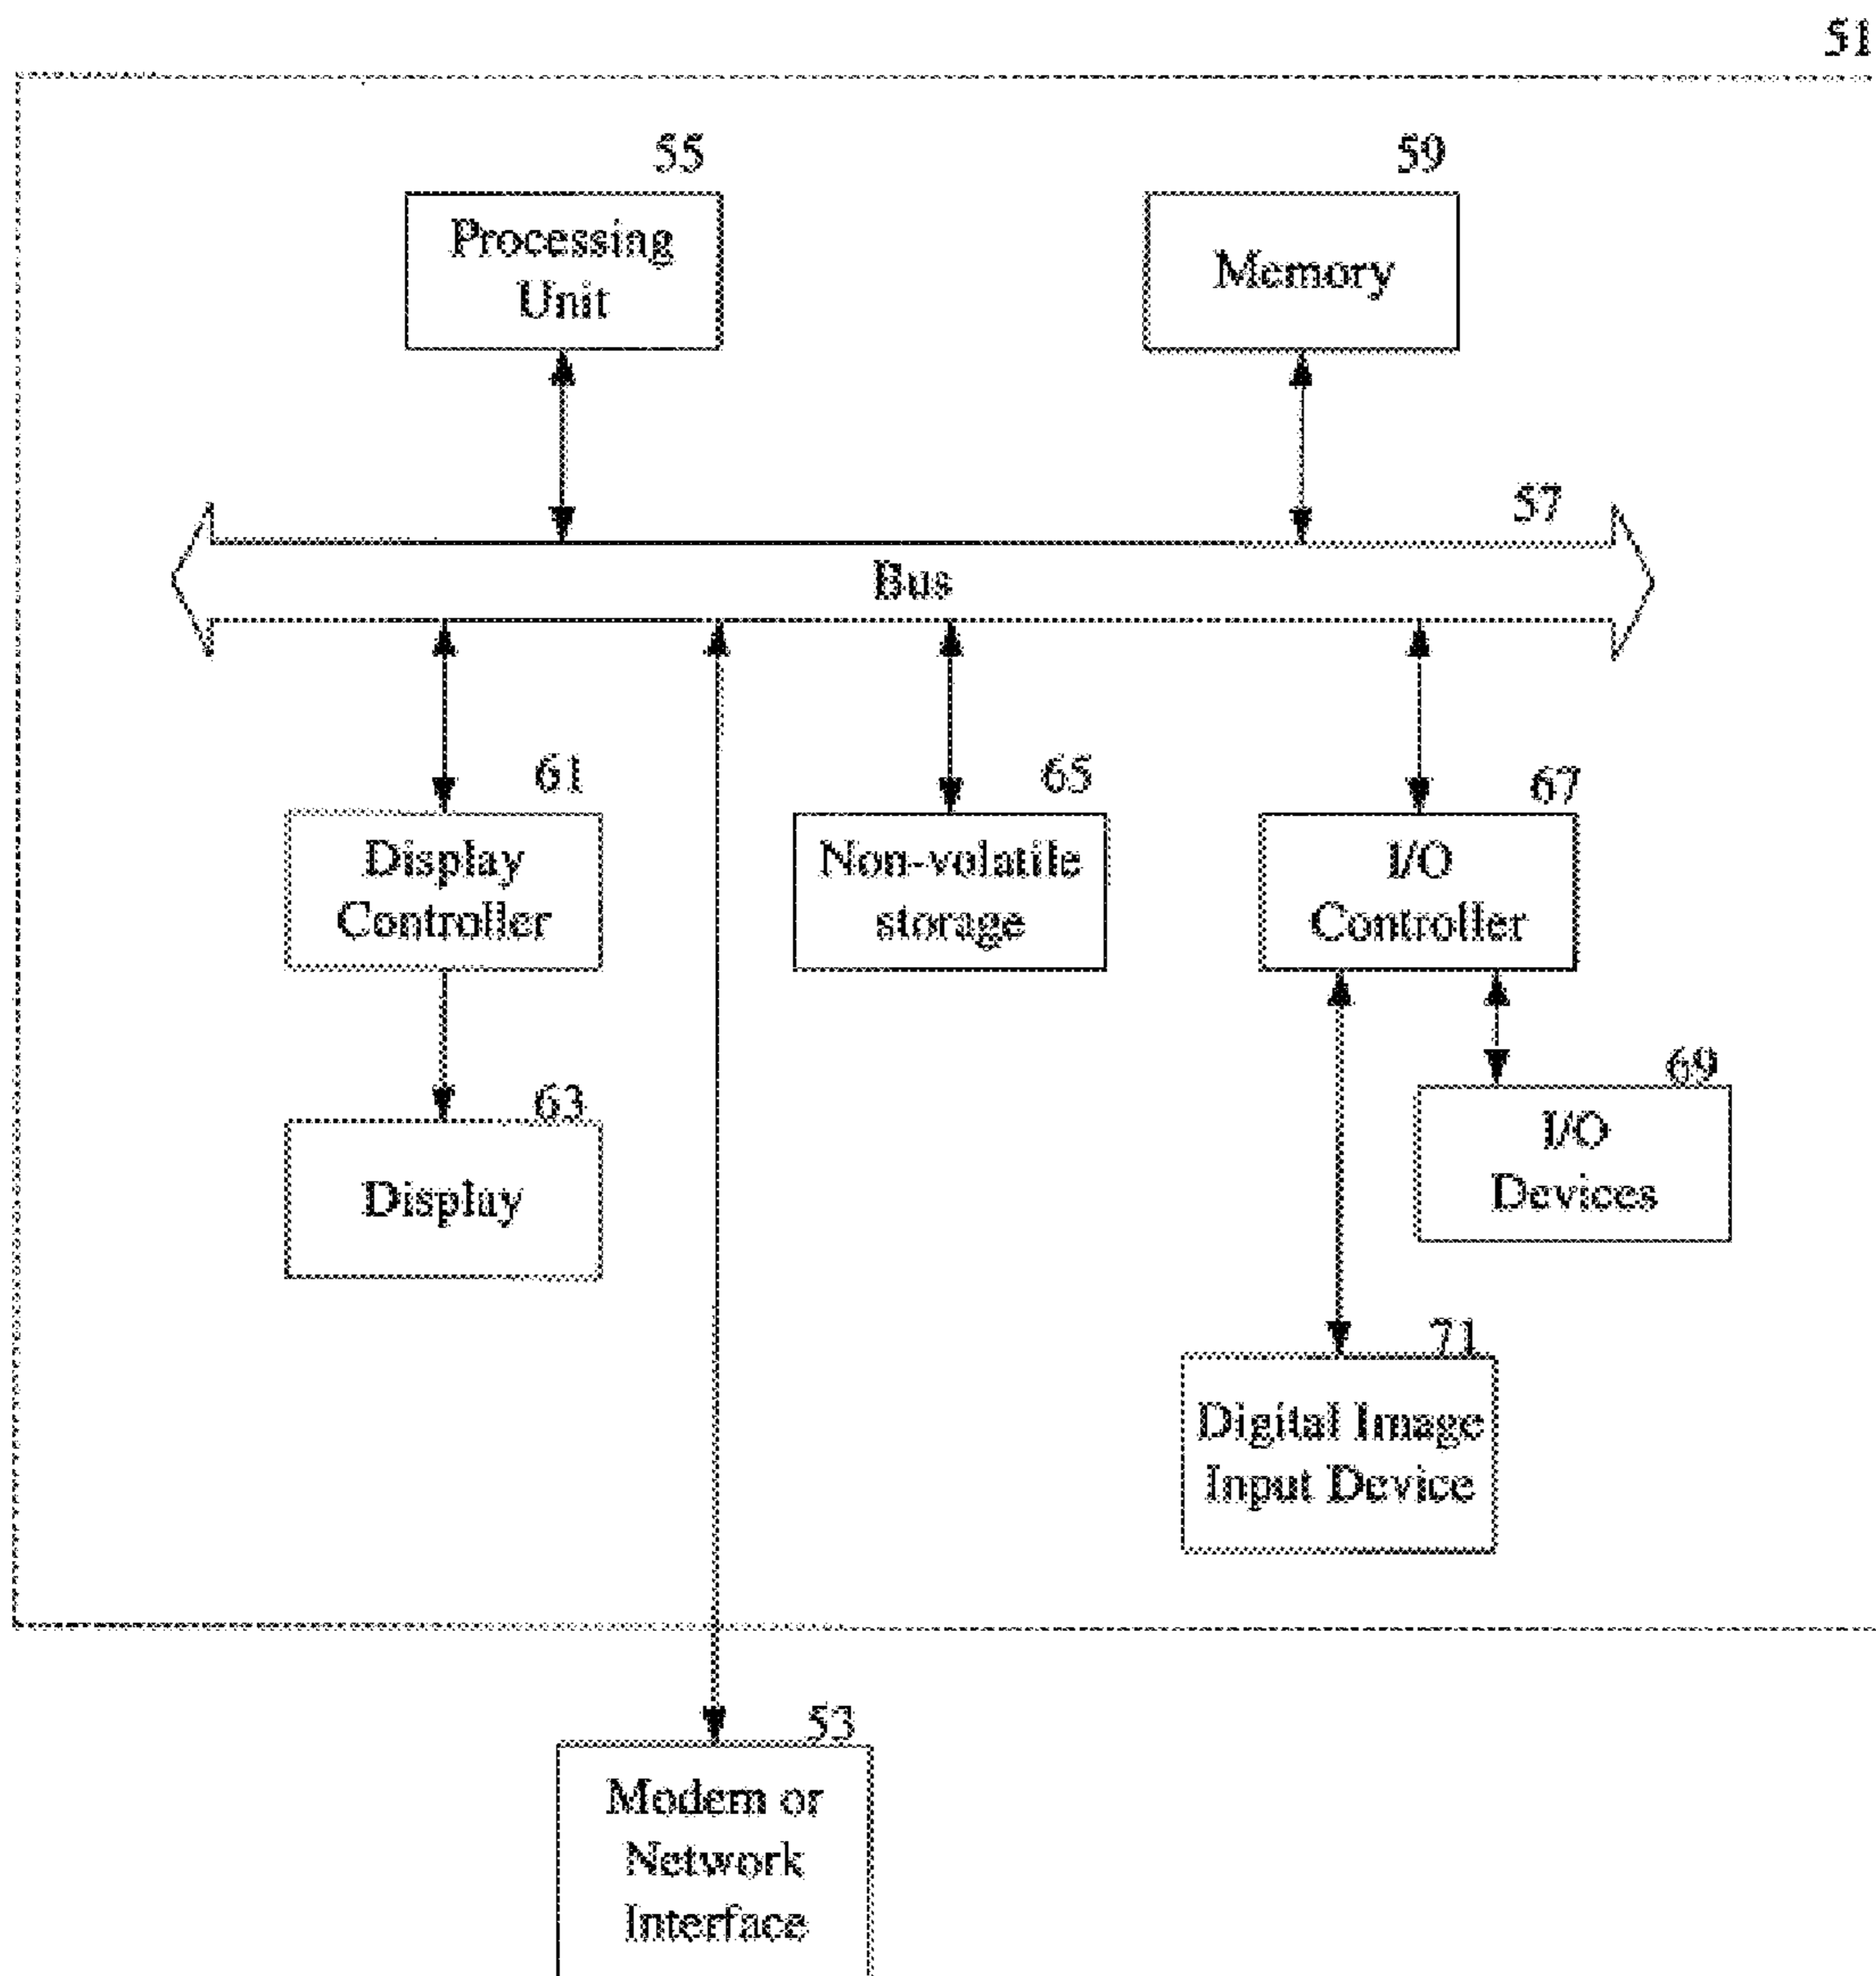 51
55
59
Processing
Unit
Memory
57
Bus
61
65
67
Display
Controller
Non-volatile
storage
I/O
Controller
63
69
Display
I/O
Devices
71
Digital Image
Input Device
53
Modem or
Network
Interface